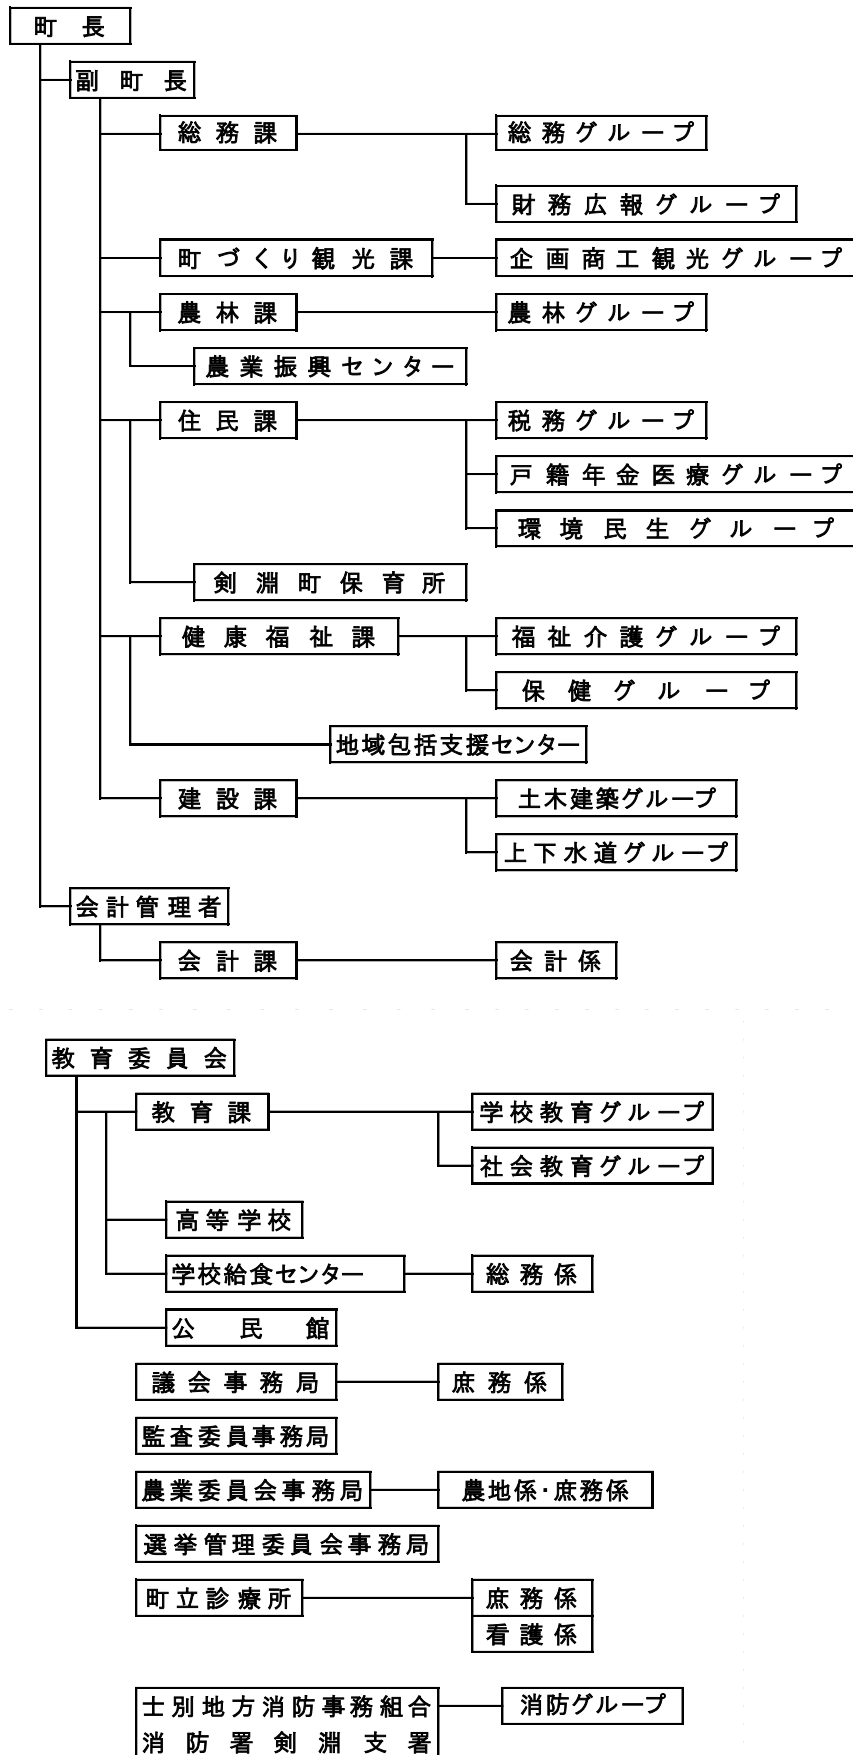 町長
副町長
総務課 総務グループ
財務広報グループ
町づくり観光課 企画商工観光グループ
農林課 農林グループ
農業振興センター
住民課 税務グループ
戸籍年金医療グループ
環境民生グループ
剣淵町保育所
健康福祉課 福祉介護グループ
保健グループ
地域包括支援センター
建設課 土木建築グループ
上下水道グループ
会計管理者
会計課 会計係
教育委員会
教育課 学校教育グループ
社会教育グループ
高等学校
学校給食センター 総務係
公民館
議会事務局 庶務係
監査委員事務局
農業委員会事務局 農地係・庶務係
選挙管理委員会事務局
町立診療所 庶務係
看護係
士別地方消防事務組合 消防グループ
消防署剣淵支署